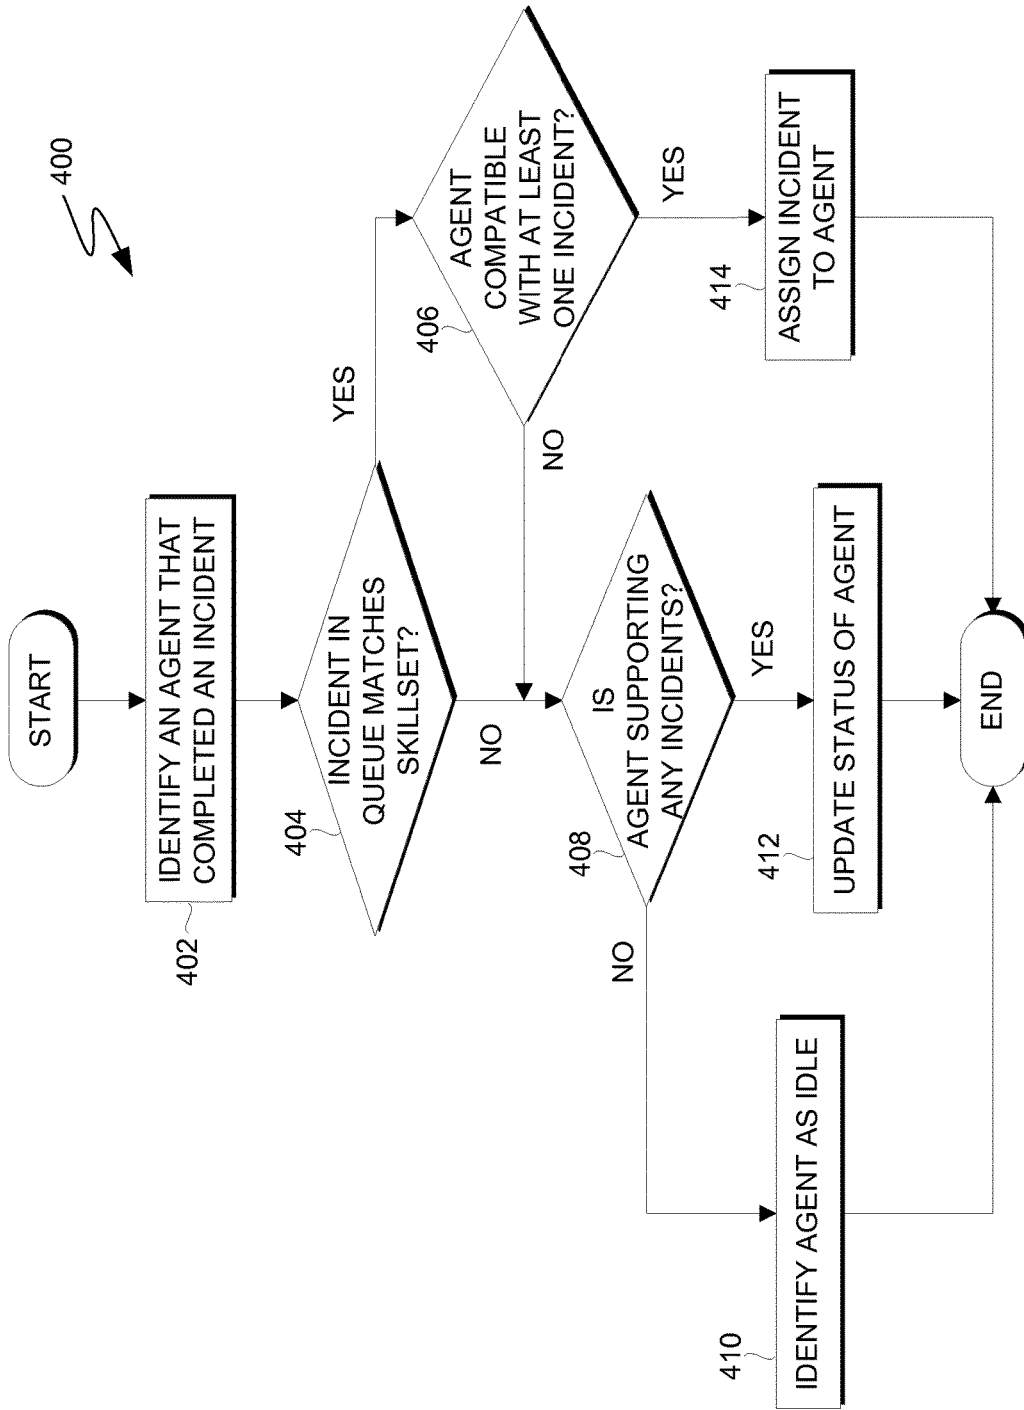 400
START
IDENTIFY AN AGENT THAT
COMPLETED AN INCIDENT
402
INCIDENT IN
QUEUE MATCHES
SKILLSET?
404
YES
NO
AGENT
COMPATIBLE
WITH AT LEAST
ONE INCIDENT?
406
NO
YES
IS
AGENT SUPPORTING
ANY INCIDENTS?
408
NO
YES
410
IDENTIFY AGENT AS IDLE
412
UPDATE STATUS OF AGENT
414
ASSIGN INCIDENT
TO AGENT
END